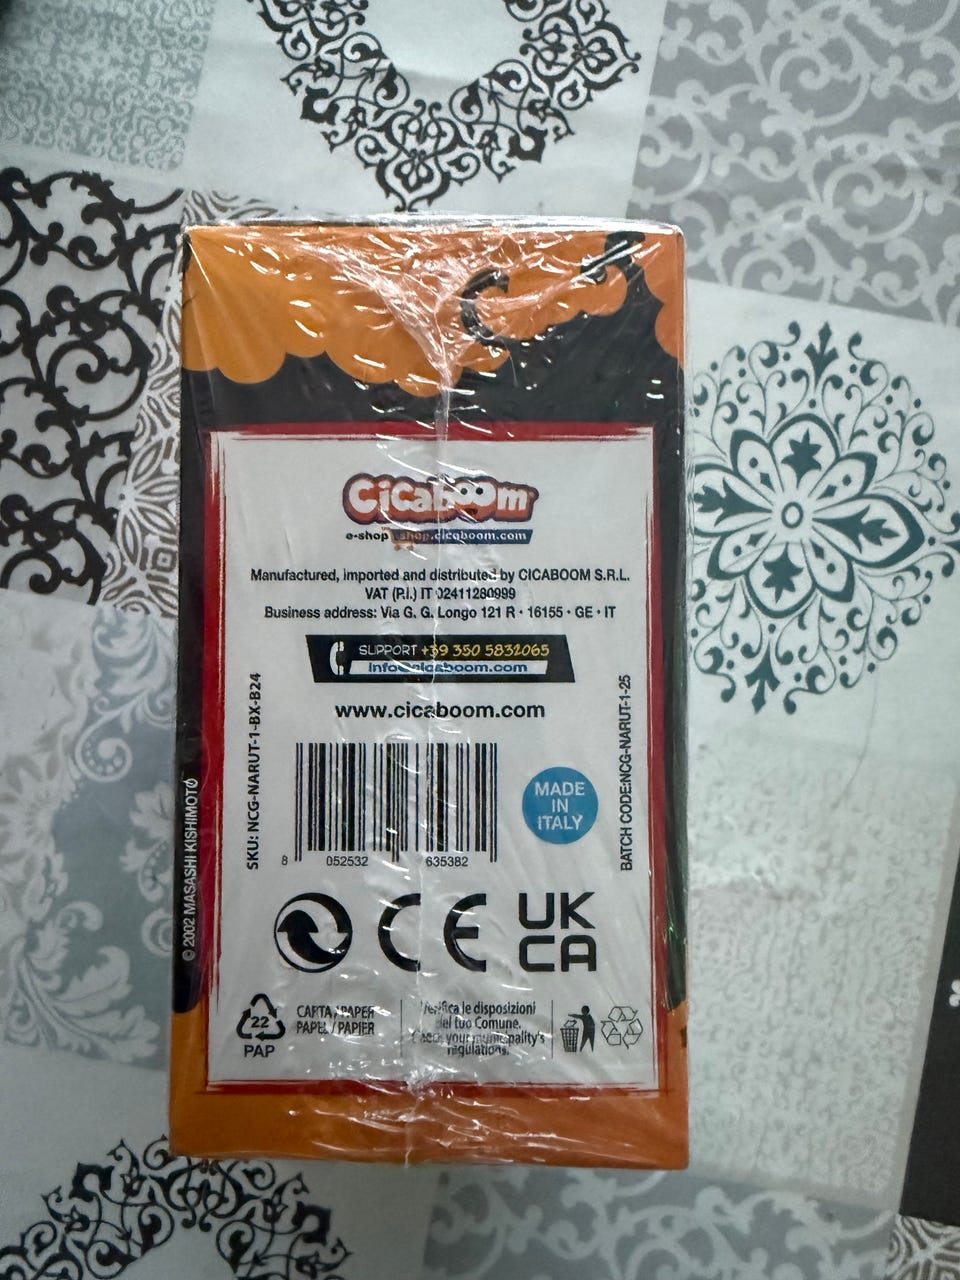 Cicaboom
e-shop shop.cicaboom.com
Manufactured, imported and distributed by CICABOOM S.R.L.
VAT (P.I.) IT 02411280999
Business address: Via G. G. Longo 121 R • 16155 • GE • IT
SUPPORT +39 350 5832065
info@cicaboom.com
www.cicaboom.com
SKU: NCG-NARUT-1-BX-B24
BATCH CODE:NCG-NARUT-1-25
© 2002 MASASHI KISHIMOTO
MADE
IN
ITALY
8 052532 635382
CE
UK
CA
22
PAP
CARTA / PAPER
PAPEL / PAPIER
Verifica le disposizioni
del tuo Comune.
Check your municipality's
regulations.